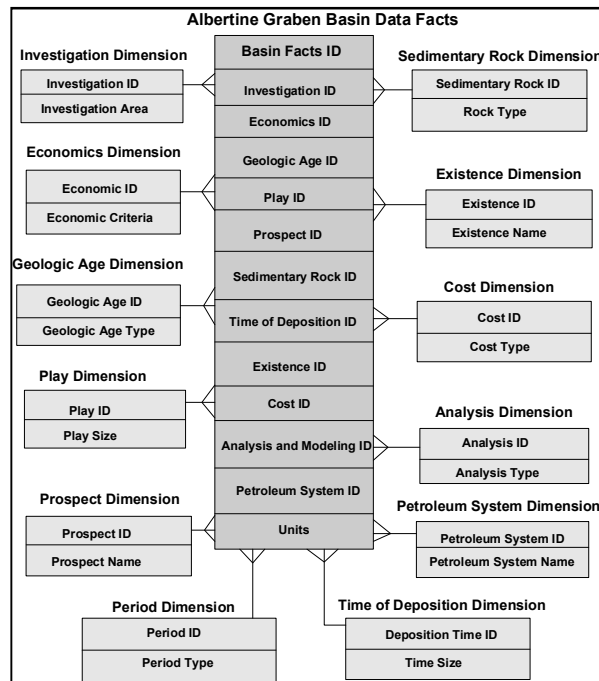 Albertine Graben Basin Data Facts
Investigation Dimension
Investigation ID
Investigation Area
Economics Dimension
Economic ID
Economic Criteria
Geologic Age Dimension
Geologic Age ID
Geologic Age Type
Play Dimension
Play ID
Play Size
Prospect Dimension
Prospect ID
Prospect Name
Basin Facts ID
Investigation ID
Economics ID
Geologic Age ID
Play ID
Prospect ID
Sedimentary Rock ID
Time of Deposition ID
Existence ID
Cost ID
Analysis and Modeling ID
Petroleum System ID
Units
Sedimentary Rock Dimension
Sedimentary Rock ID
Rock Type
Existence Dimension
Existence ID
Existence Name
Cost Dimension
Cost ID
Cost Type
Analysis Dimension
Analysis ID
Analysis Type
Petroleum System Dimension
Petroleum System ID
Petroleum System Name
Period Dimension
Period ID
Period Type
Time of Deposition Dimension
Deposition Time ID
Time Size